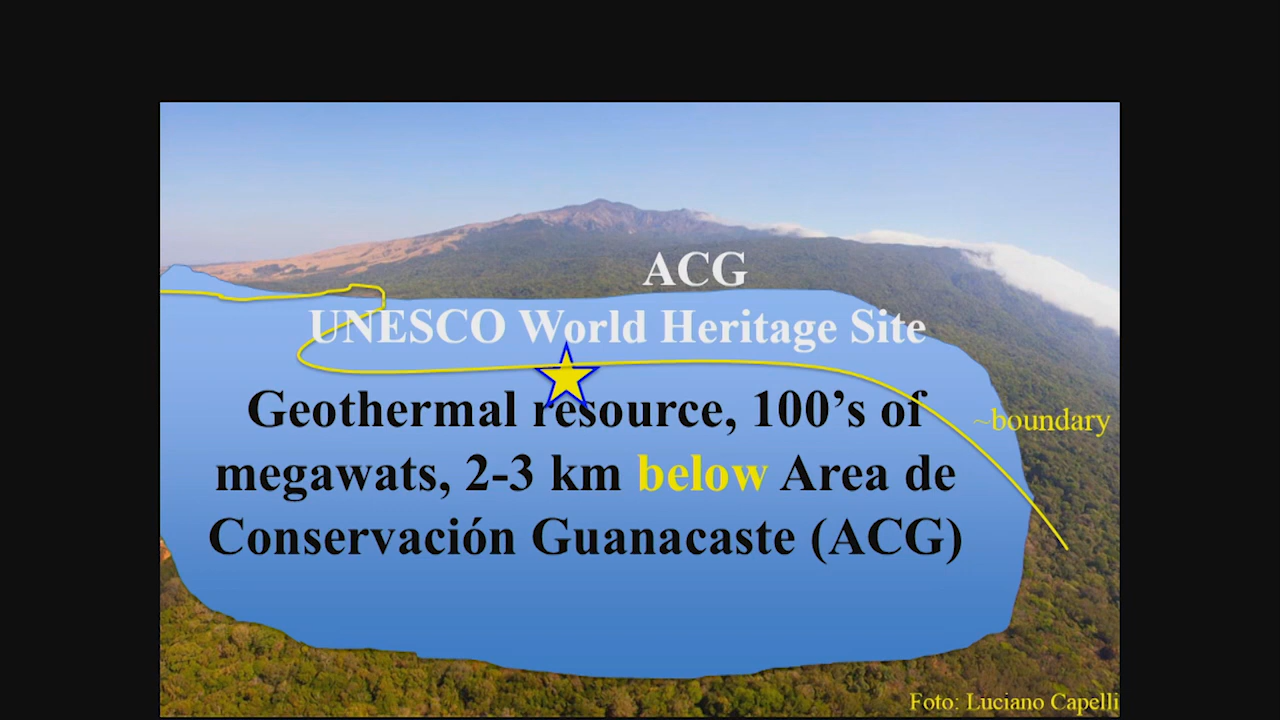 ACG
UNESCO World Heritage Site
Geothermal resource, 100’s of
megawats, 2-3 km below Area de
Conservación Guanacaste (ACG)
~boundary
Foto: Luciano Capelli